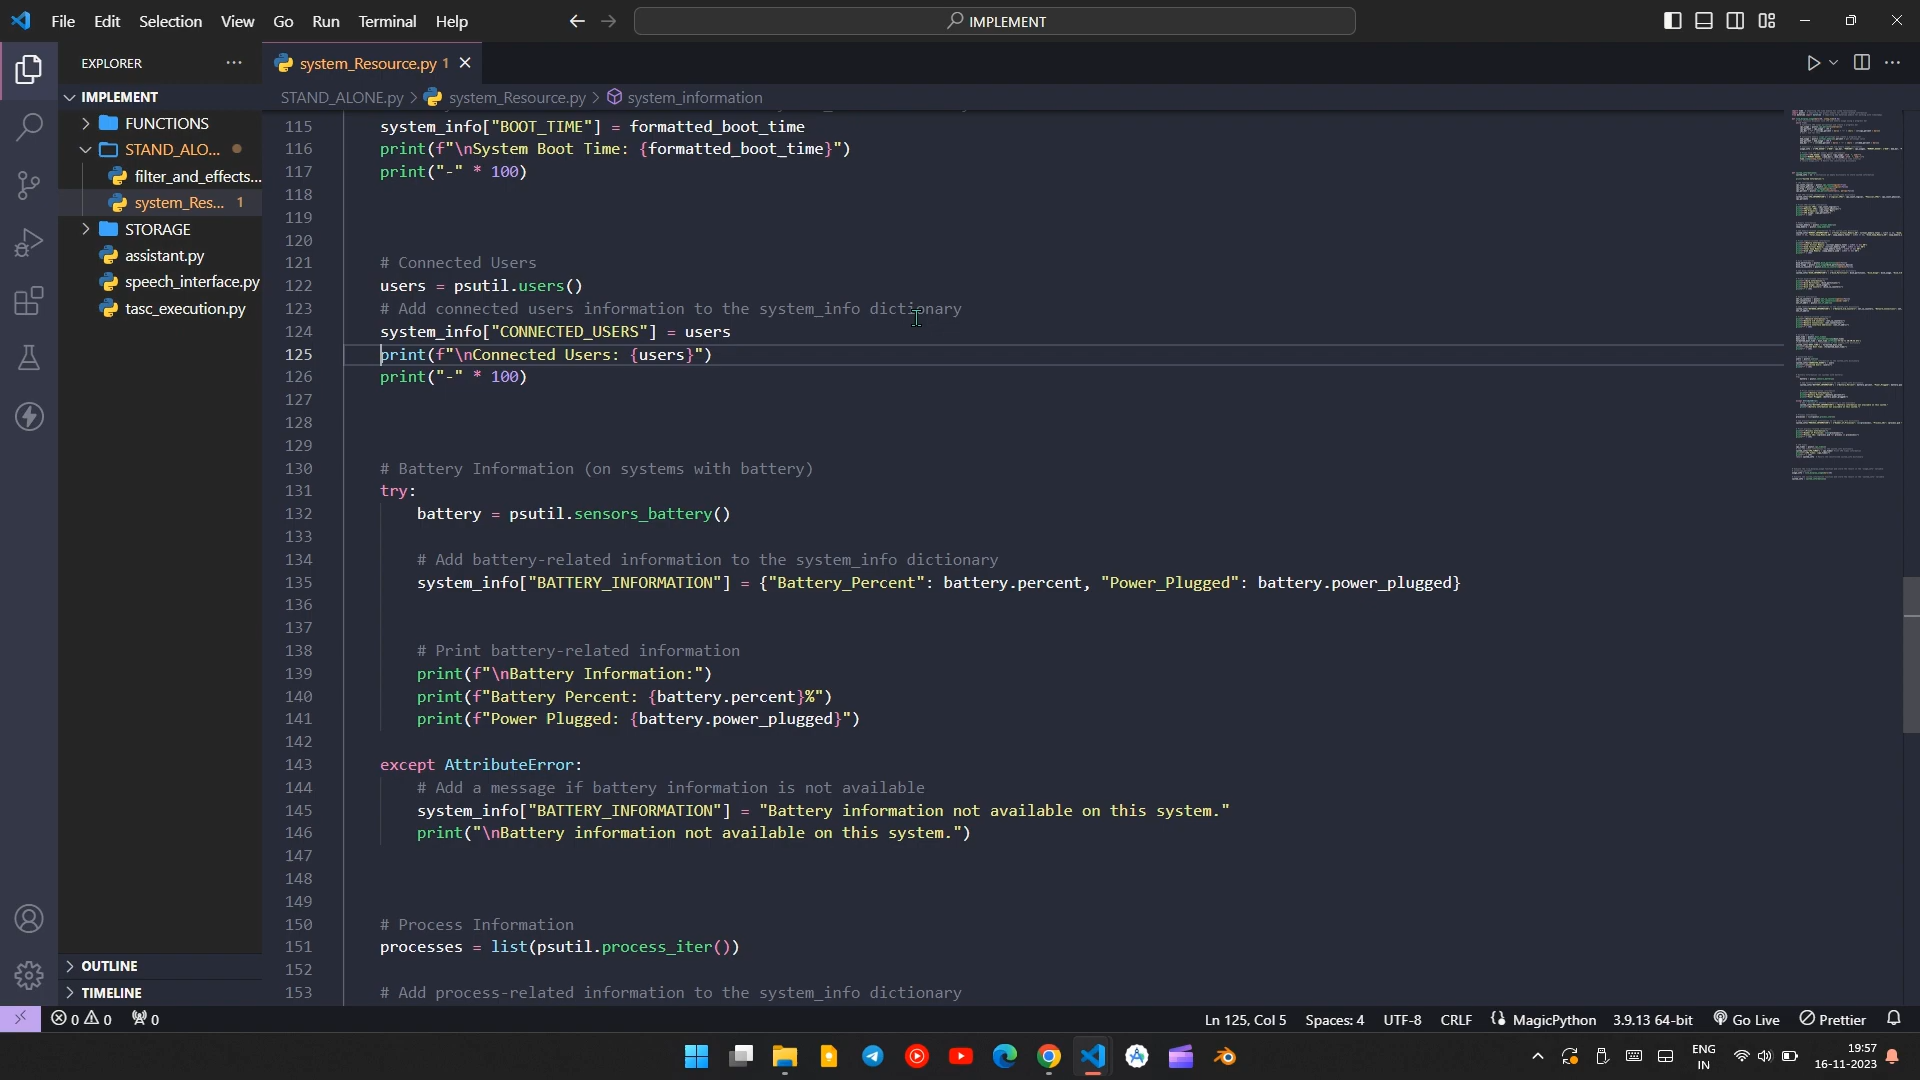 File Edit Selection View Go Run Terminal Help
IMPLEMENT
EXPLORER
system_Resource.py 1
IMPLEMENT
STAND_ALONE.py > system_Resource.py > system_information
FUNCTIONS
STAND_ALO...
filter_and_effects...
system_Res... 1
STORAGE
assistant.py
speech_interface.py
tasc_execution.py
OUTLINE
TIMELINE
115 system_info["BOOT_TIME"] = formatted_boot_time
116 print(f"\nSystem Boot Time: {formatted_boot_time}")
117 print("-" * 100)
118
119
120
121 # Connected Users
122 users = psutil.users()
123 # Add connected users information to the system_info dictionary
124 system_info["CONNECTED_USERS"] = users
125 print(f"\nConnected Users: {users}")
126 print("-" * 100)
127
128
129
130 # Battery Information (on systems with battery)
131 try:
132 battery = psutil.sensors_battery()
133
134 # Add battery-related information to the system_info dictionary
135 system_info["BATTERY_INFORMATION"] = {"Battery_Percent": battery.percent, "Power_Plugged": battery.power_plugged}
136
137
138 # Print battery-related information
139 print(f"\nBattery Information:")
140 print(f"Battery Percent: {battery.percent}%")
141 print(f"Power Plugged: {battery.power_plugged}")
142
143 except AttributeError:
144 # Add a message if battery information is not available
145 system_info["BATTERY_INFORMATION"] = "Battery information not available on this system."
146 print("\nBattery information not available on this system.")
147
148
149
150 # Process Information
151 processes = list(psutil.process_iter())
152
153 # Add process-related information to the system_info dictionary
0 0 0
Ln 125, Col 5 Spaces: 4 UTF-8 CRLF MagicPython 3.9.13 64-bit Go Live Prettier
ENG
IN
19:57
16-11-2023